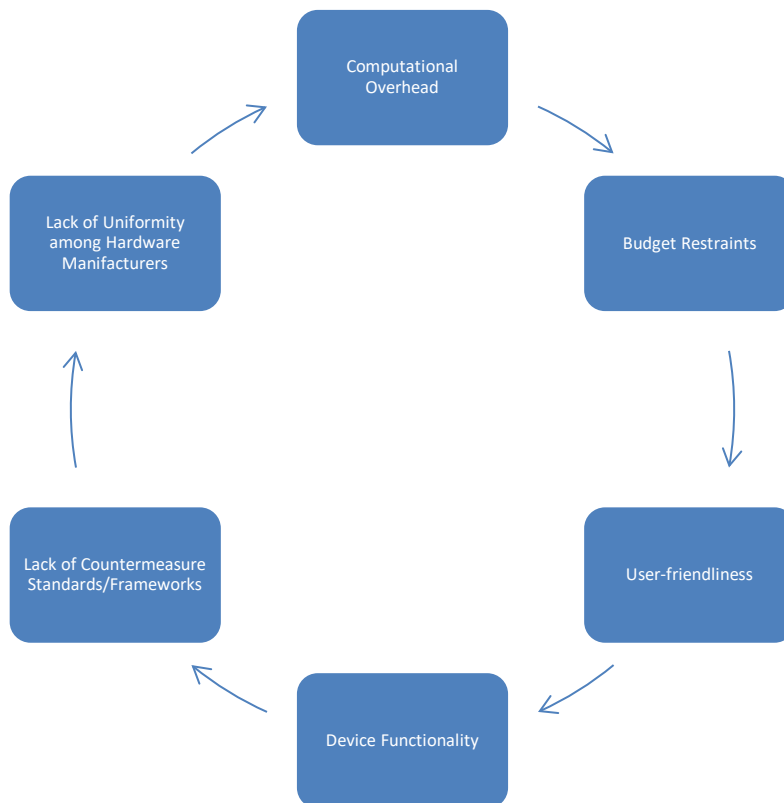 Computational
Overhead
Budget Restraints
User-friendliness
Device Functionality
Lack of Countermeasure
Standards/Frameworks
Lack of Uniformity
among Hardware
Manifacturers